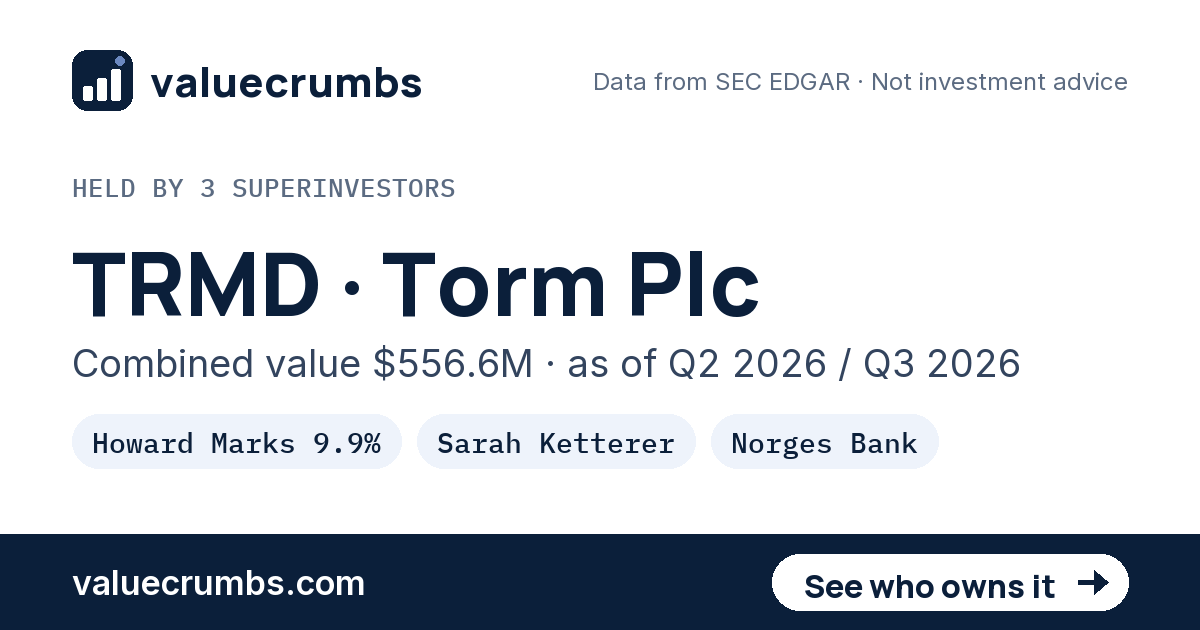 valuecrumbs
Data from SEC EDGAR · Not investment advice
HELD BY 3 SUPERINVESTORS
TRMD · Torm Plc
Combined value $556.6M · as of Q2 2026 / Q3 2026
Howard Marks 9.9% Sarah Ketterer Norges Bank
valuecrumbs.com
See who owns it →